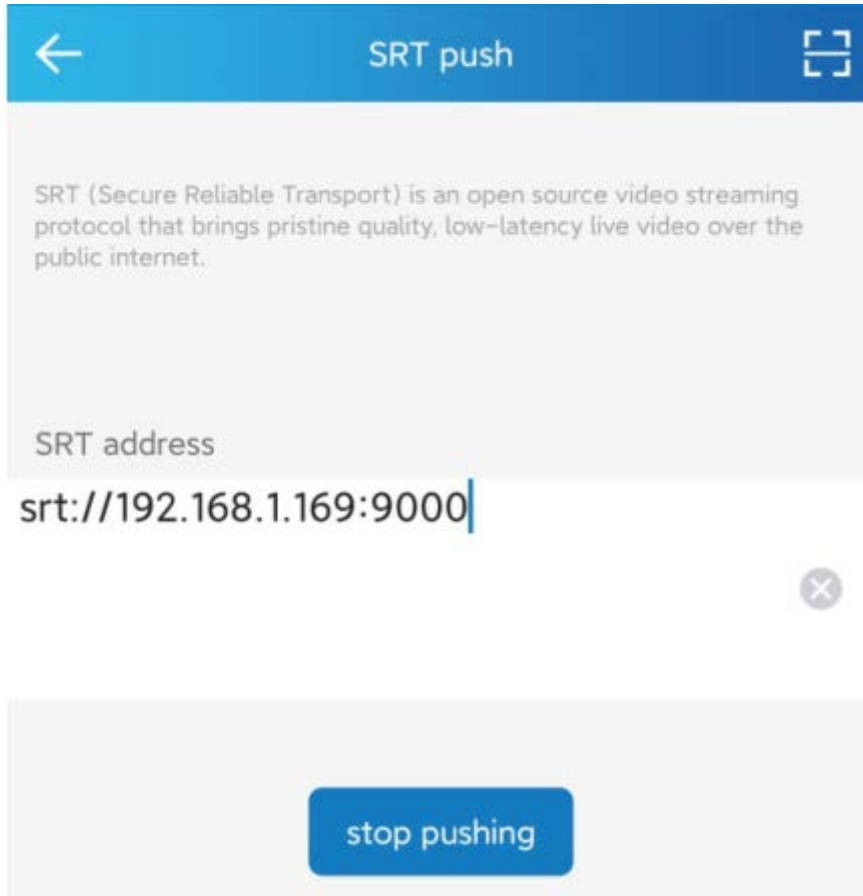 SRT push
SRT (Secure Reliable Transport) is an open source video streaming
protocol that brings pristine quality, low-latency live video over the
public internet.
SRT address
srt://192.168.1.169:9000
stop pushing